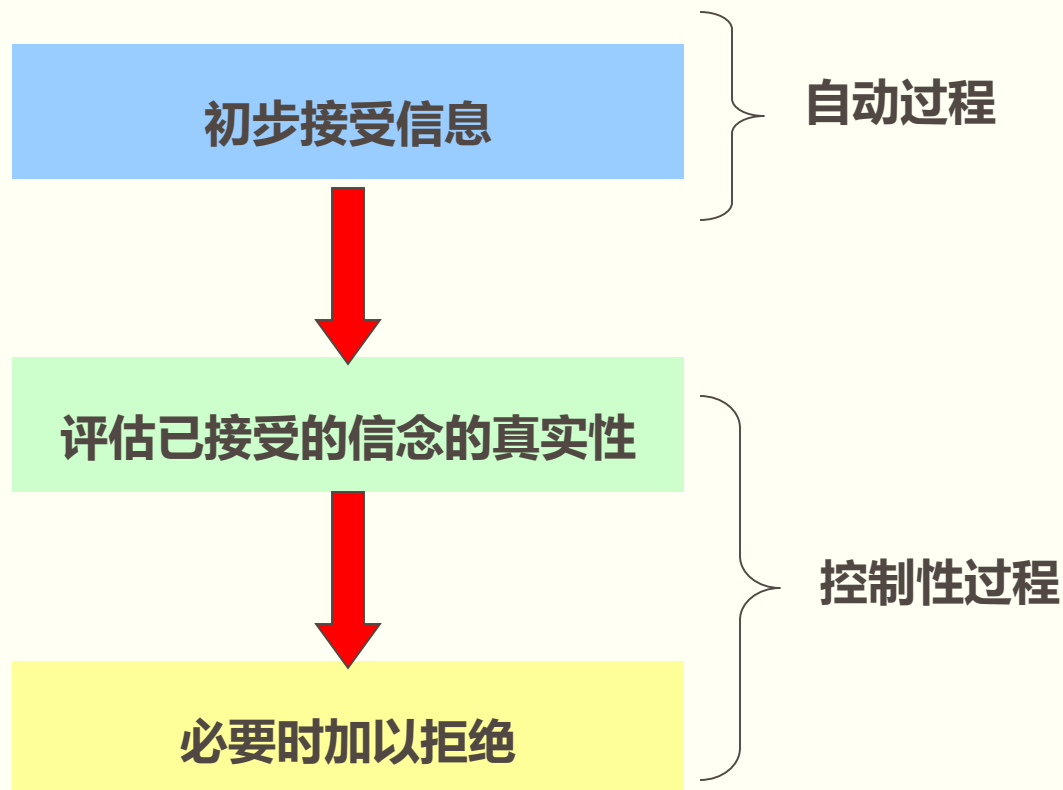 初步接受信息
自动过程
评估已接受的信念的真实性
控制性过程
必要时加以拒绝